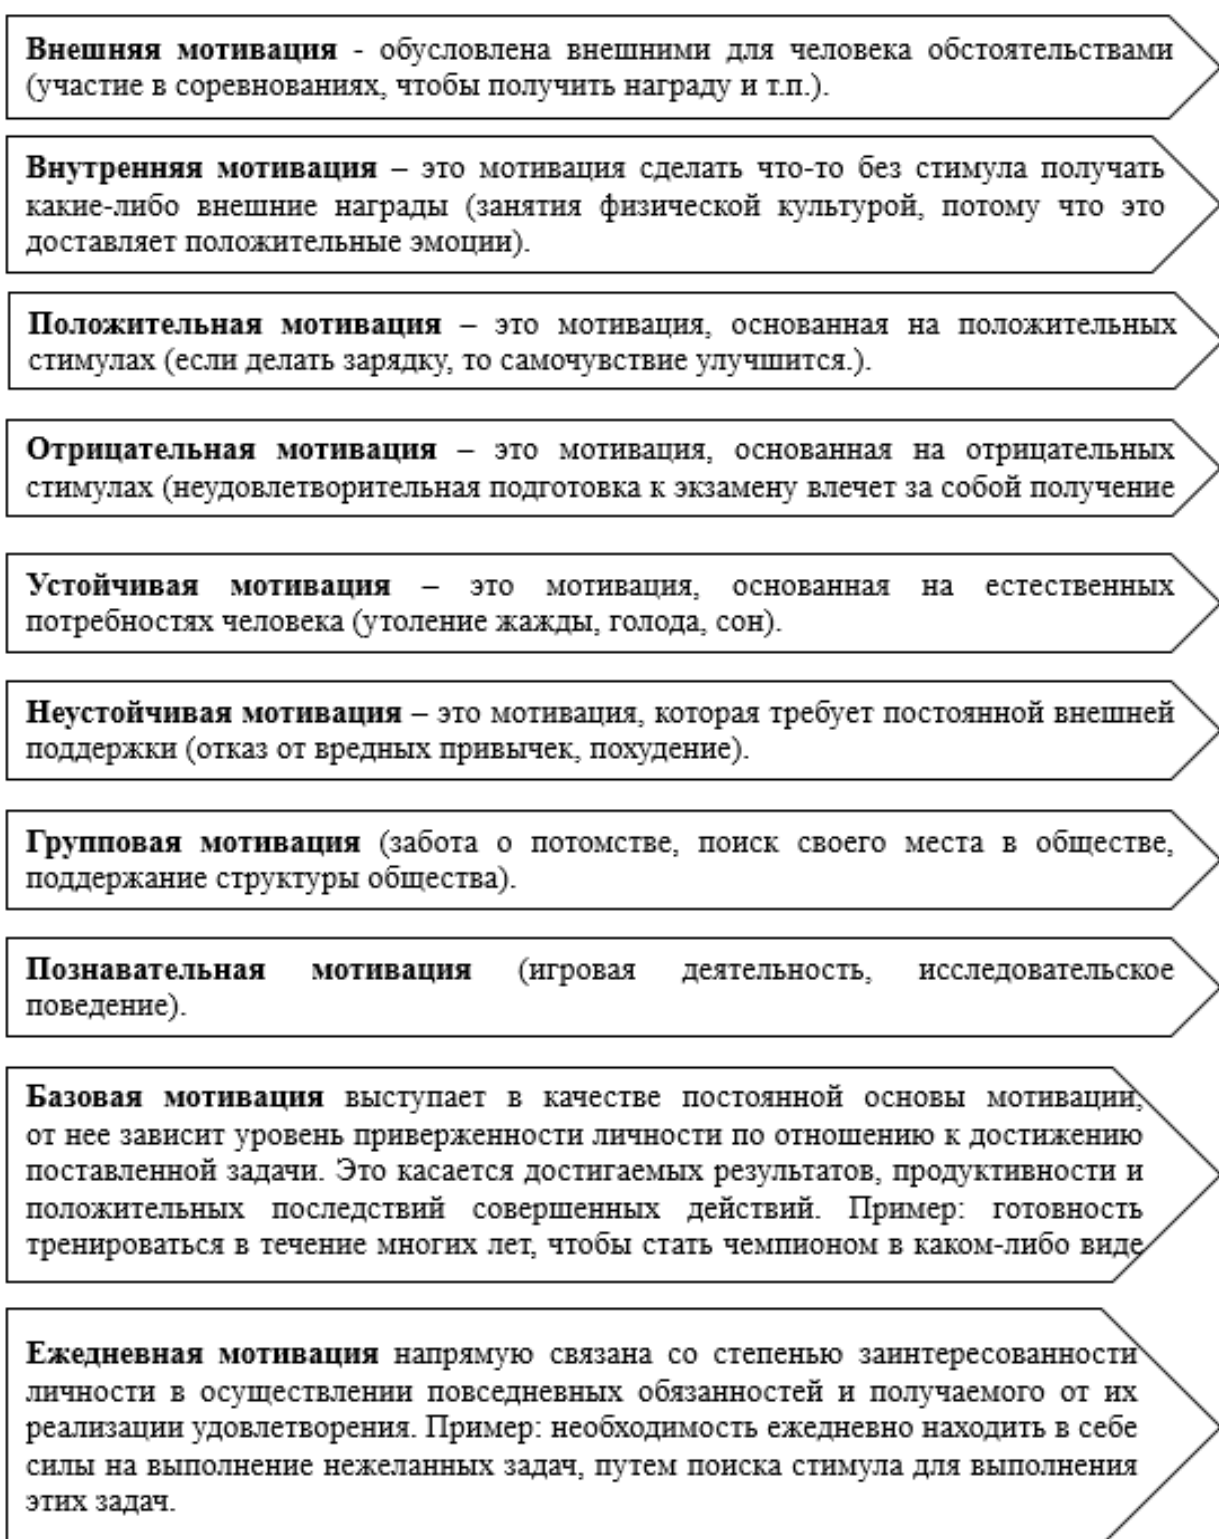 Внешняя мотивация - обусловлена внешними для человека обстоятельствами
(участие в соревнованиях, чтобы получить награду и т.п.).
Внутренняя мотивация – это мотивация сделать что-то без стимула получать
какие-либо внешние награды (занятия физической культурой, потому что это
доставляет положительные эмоции).
Положительная мотивация – это мотивация, основанная на положительных
стимулах (если делать зарядку, то самочувствие улучшится.).
Отрицательная мотивация – это мотивация, основанная на отрицательных
стимулах (неудовлетворительная подготовка к экзамену влечет за собой получение
Устойчивая мотивация – это мотивация, основанная на естественных
потребностях человека (утоление жажды, голода, сон).
Неустойчивая мотивация – это мотивация, которая требует постоянной внешней
поддержки (отказ от вредных привычек, похудение).
Групповая мотивация (забота о потомстве, поиск своего места в обществе,
поддержание структуры общества).
Познавательная мотивация (игровая деятельность, исследовательское
поведение).
Базовая мотивация выступает в качестве постоянной основы мотивации,
от нее зависит уровень приверженности личности по отношению к достижению
поставленной задачи. Это касается достигаемых результатов, продуктивности и
положительных последствий совершенных действий. Пример: готовность
тренироваться в течение многих лет, чтобы стать чемпионом в каком-либо виде
Ежедневная мотивация напрямую связана со степенью заинтересованности
личности в осуществлении повседневных обязанностей и получаемого от их
реализации удовлетворения. Пример: необходимость ежедневно находить в себе
силы на выполнение нежеланных задач, путем поиска стимула для выполнения
этих задач.